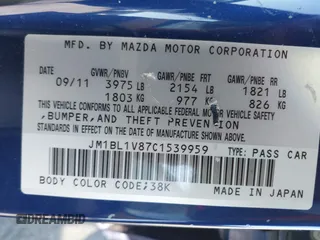 MFD. BY MAZDA MOTOR CORPORATION
GVWR/PNBV GAWR/PNBE FRT GAWR/PNBE RR
09/11 3975 LB 2154 LB 1821 LB
1803 KG 977 KG 826 KG
THIS VEHICLE CONFORMS TO ALL APPLICABLE
FEDERAL MOTOR VEHICLE SAFETY,
BUMPER, AND THEFT PREVENTION
STANDARDS IN EFFECT ON THE DATE OF
MANUFACTURE SHOWN ABOVE.
JM1BL1V87C1539959 TYPE: PASS CAR
BODY COLOR CODE;38K MADE IN JAPAN
DIDBID.COM